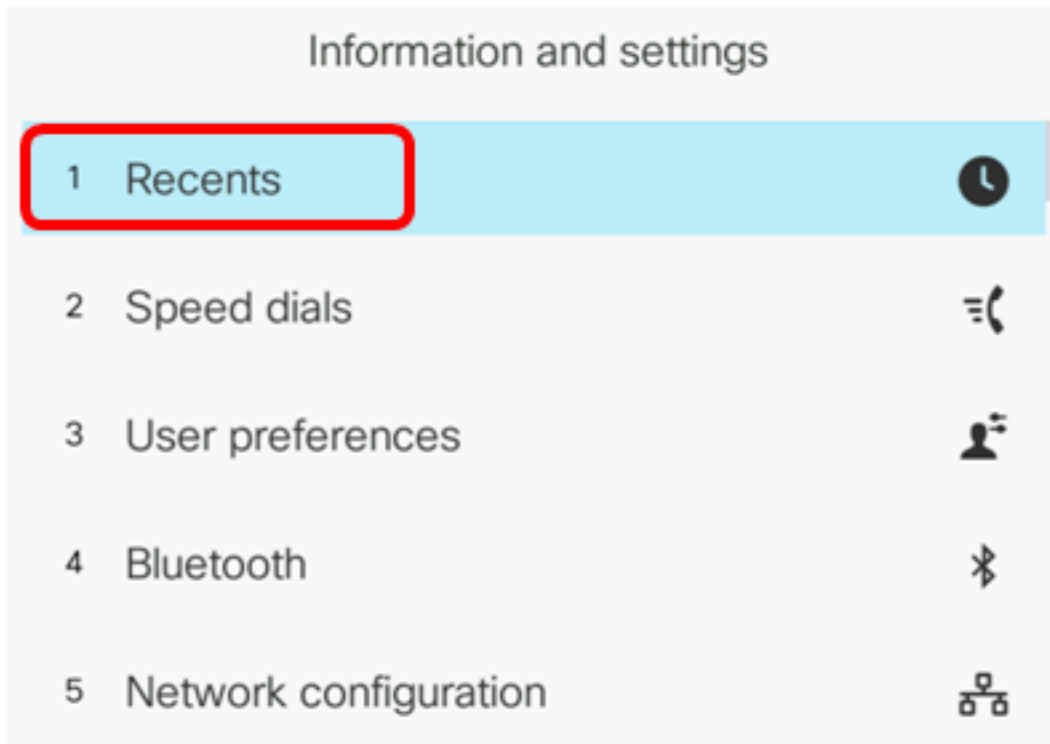 Information and settings
1 Recents
2 Speed dials
3 User preferences
4 Bluetooth
5 Network configuration